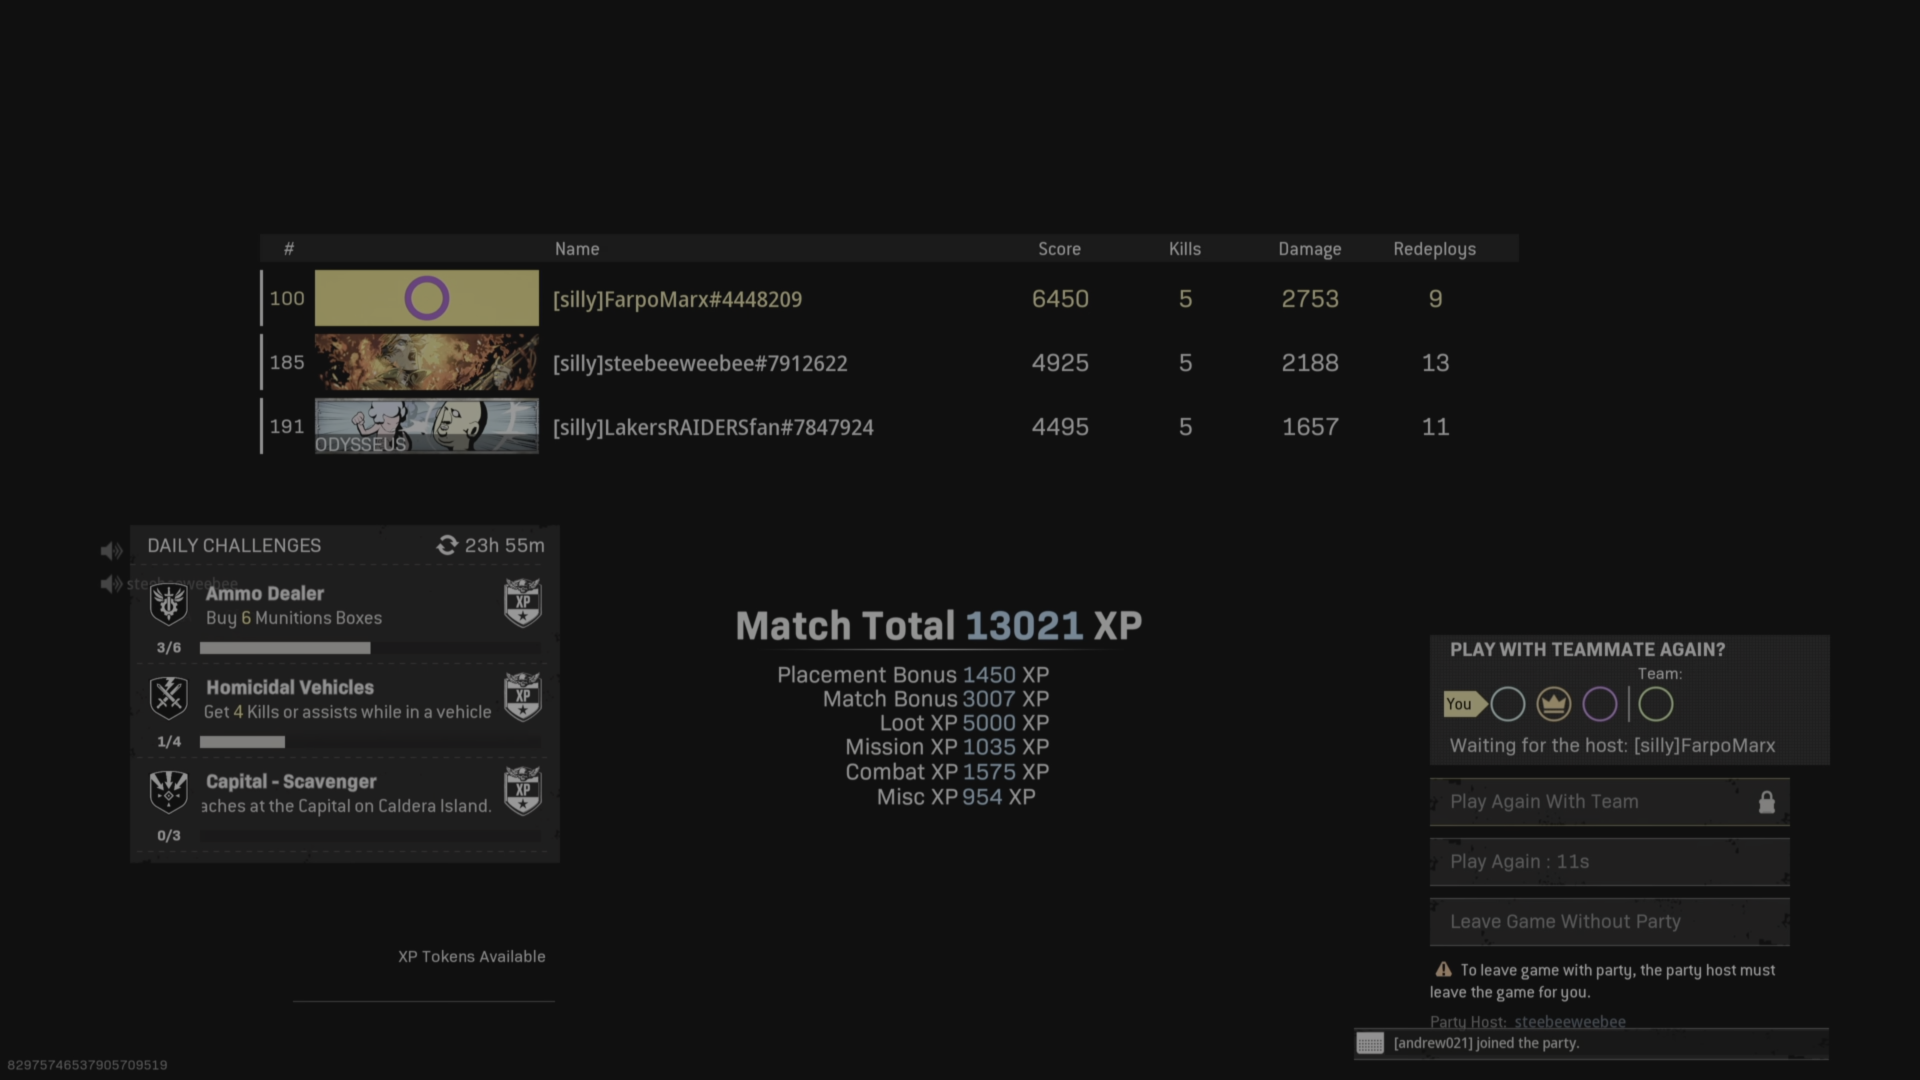 # Name Score Kills Damage Redeploys
100 [silly]FarpoMarx#4448209 6450 5 2753 9
185 [silly]steebeeweebee#7912622 4925 5 2188 13
191 ODYSSEUS [silly]LakersRAIDERSfan#7847924 4495 5 1657 11
DAILY CHALLENGES 23h 55m
steebeeweebee
Ammo Dealer
Buy 6 Munitions Boxes
XP
3/6
Homicidal Vehicles
Get 4 Kills or assists while in a vehicle
XP
1/4
Capital - Scavenger
aches at the Capital on Caldera Island.
XP
0/3
XP Tokens Available
Match Total 13021 XP
Placement Bonus 1450 XP
Match Bonus 3007 XP
Loot XP 5000 XP
Mission XP 1035 XP
Combat XP 1575 XP
Misc XP 954 XP
PLAY WITH TEAMMATE AGAIN?
Team:
You
Waiting for the host: [silly]FarpoMarx
Play Again With Team
Play Again : 11s
Leave Game Without Party
To leave game with party, the party host must
leave the game for you.
Party Host: steebeeweebee
[andrew021] joined the party.
82975746537905709519